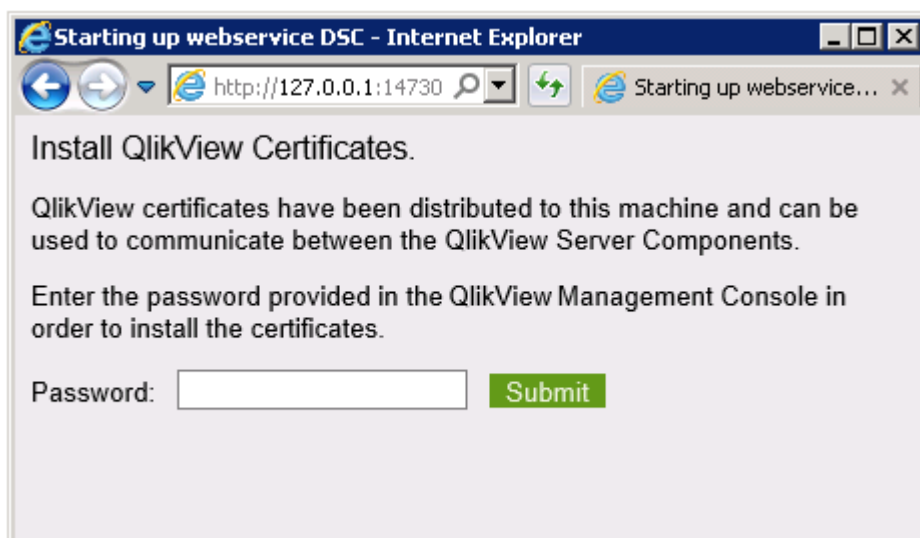 Starting up webservice DSC - Internet Explorer
http://127.0.0.1:14730
Starting up webservice...
Install QlikView Certificates.
QlikView certificates have been distributed to this machine and can be
used to communicate between the QlikView Server Components.
Enter the password provided in the QlikView Management Console in
order to install the certificates.
Password: Submit